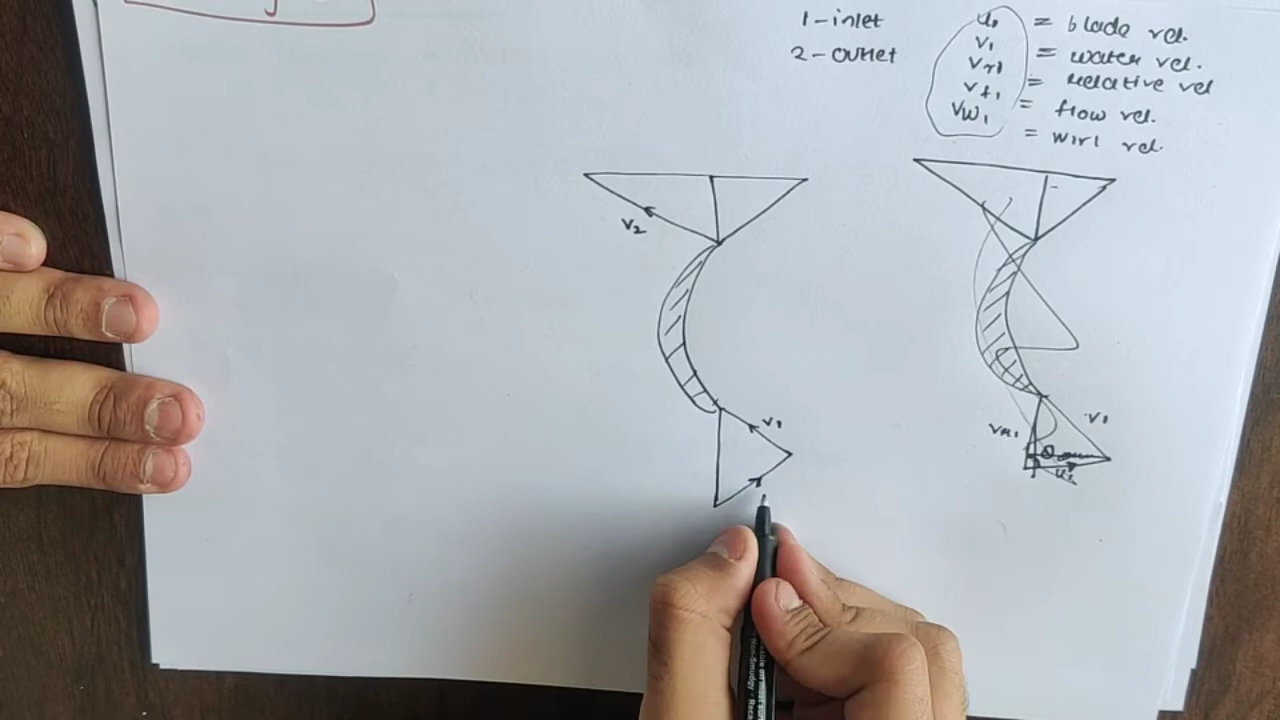 1-inlet
2-outlet
u₁ = blade vel.
V₁ = water vel.
Vr₁ = relative vel
Vf₁ = flow vel.
Vw₁ = wirl vel.
V₂
V₁
V₁
u₁